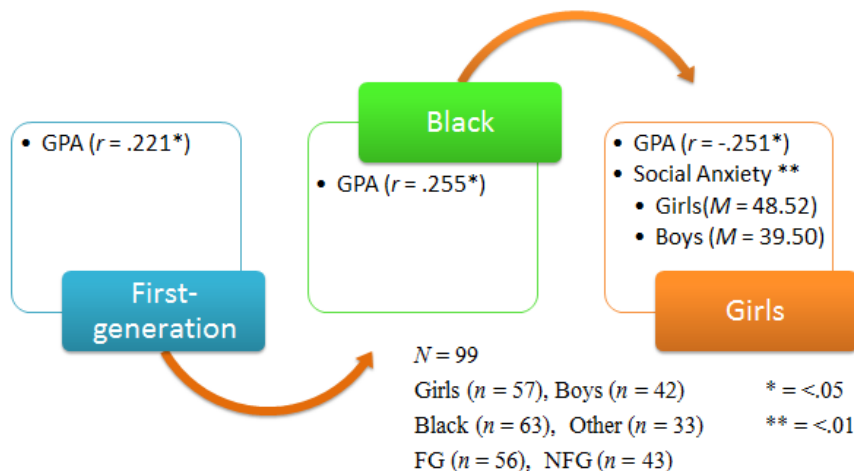 • GPA (r = .221*)
First-
generation
Black
• GPA (r = .255*)
• GPA (r = -.251*)
• Social Anxiety **
• Girls(M = 48.52)
• Boys (M = 39.50)
Girls
N = 99
Girls (n = 57), Boys (n = 42) * = <.05
Black (n = 63), Other (n = 33) ** = <.01
FG (n = 56), NFG (n = 43)